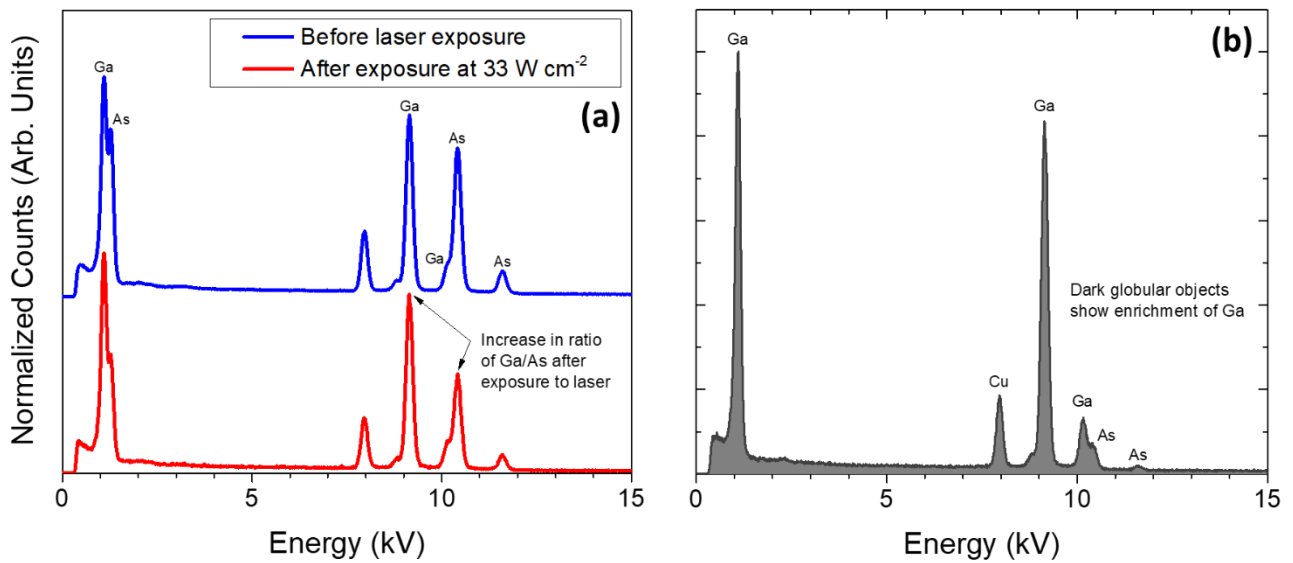 Before laser exposure
After exposure at 33 W cm-2
(a)
Normalized Counts (Arb. Units)
Ga
As
Ga
As
Ga
As
Increase in ratio
of Ga/As after
exposure to laser
0
5
10
15
Energy (kV)
(b)
Ga
Ga
Dark globular objects
show enrichment of Ga
Cu
Ga
As
As
0
5
10
15
Energy (kV)